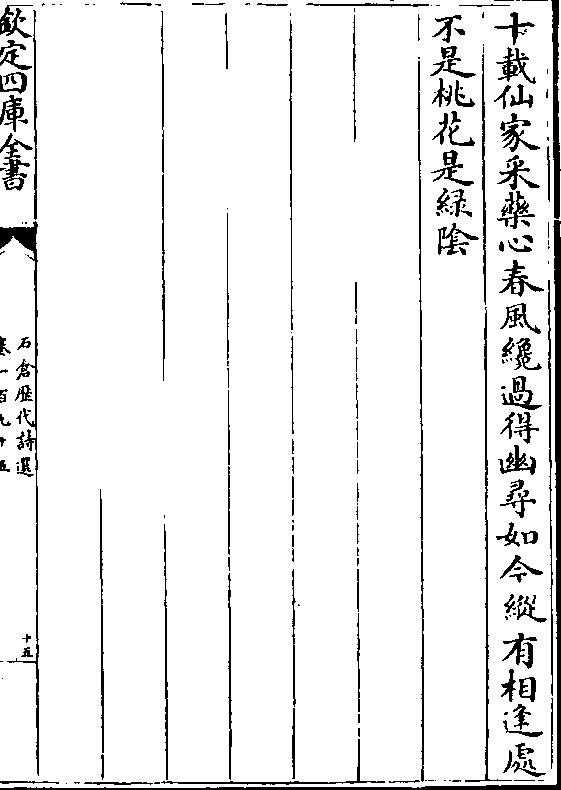 十載仙家采藥心春風纔過得幽尋如今縱有相逢處
不是桃花是緑陰
欽定四庫全書
石倉歴代詩選
卷一百九十五
十五